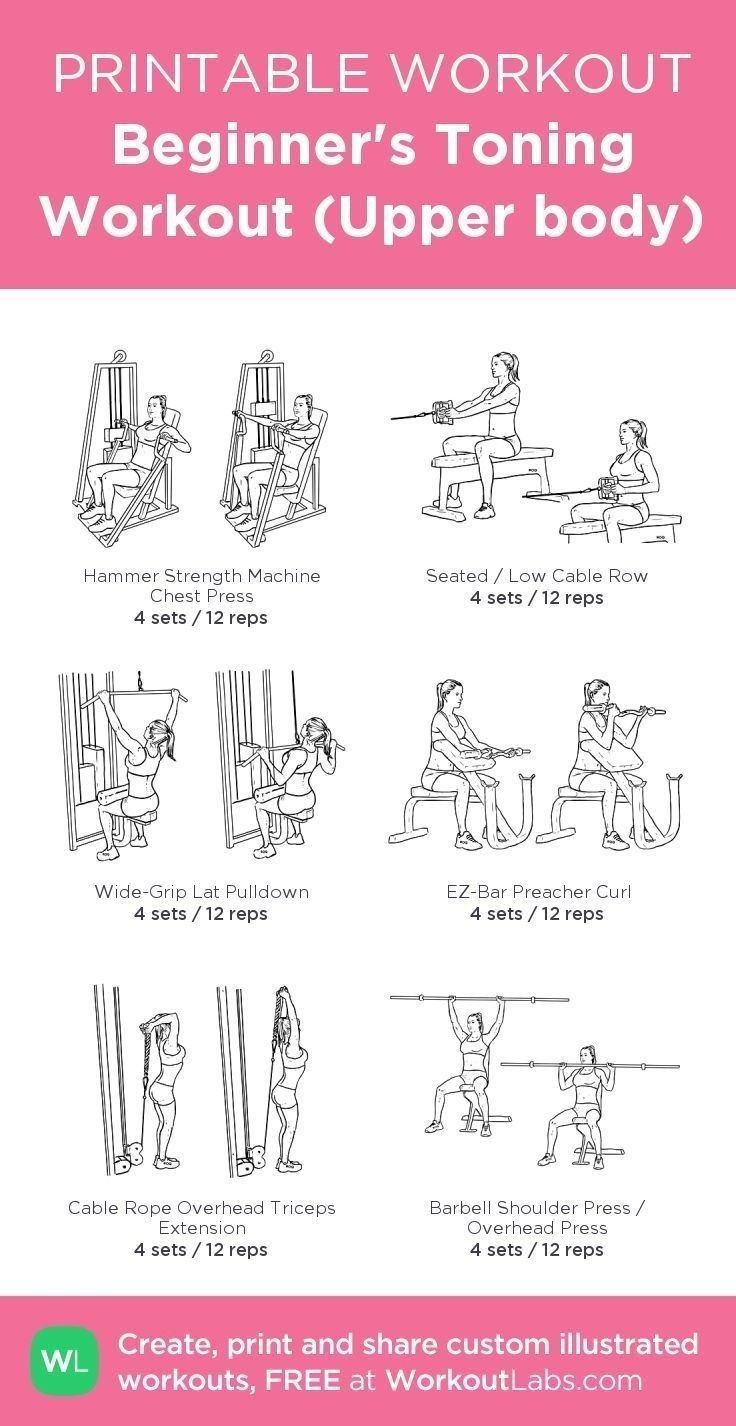 PRINTABLE WORKOUT
Beginner's Toning
Workout (Upper body)
Hammer Strength Machine
Chest Press
4 sets / 12 reps
Seated / Low Cable Row
4 sets / 12 reps
Wide-Grip Lat Pulldown
4 sets / 12 reps
EZ-Bar Preacher Curl
4 sets / 12 reps
Cable Rope Overhead Triceps
Extension
4 sets / 12 reps
Barbell Shoulder Press /
Overhead Press
4 sets / 12 reps
WL
Create, print and share custom illustrated
workouts, FREE at WorkoutLabs.com